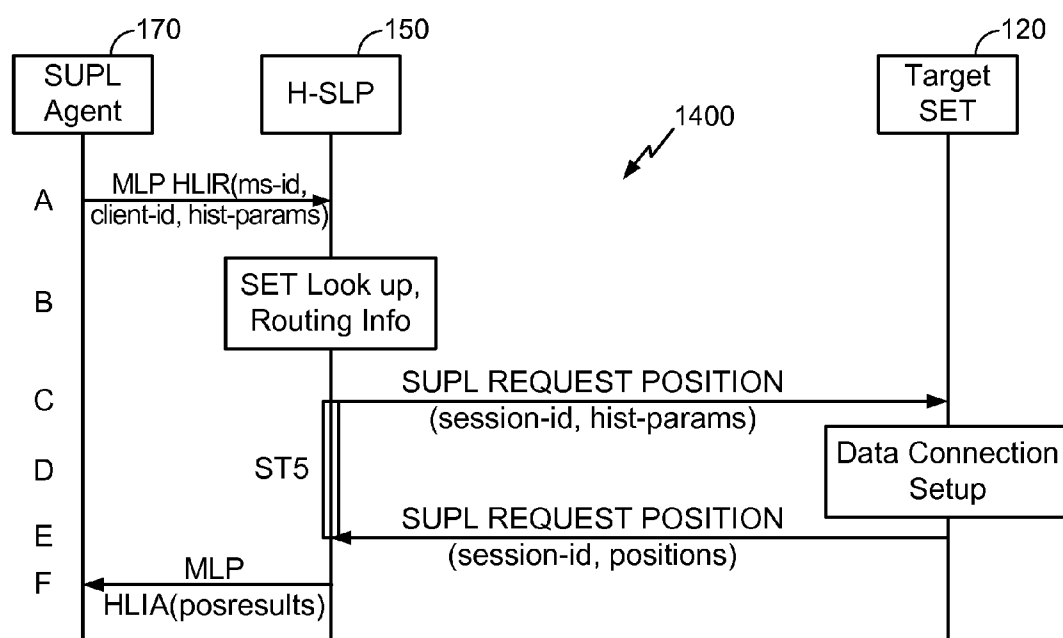 170
150
120
SUPL
Agent
H-SLP
Target
SET
1400
A
MLP HLIR(ms-id,
client-id, hist-params)
B
SET Look up,
Routing Info
C
SUPL REQUEST POSITION
(session-id, hist-params)
D
ST5
Data Connection
Setup
E
SUPL REQUEST POSITION
(session-id, positions)
F
MLP
HLIA(posresults)